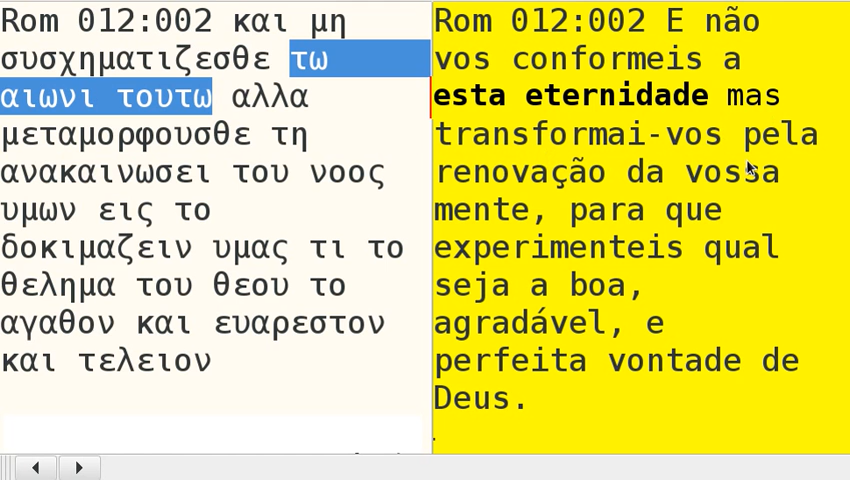 Rom 012:002 και μη
συσχηματιζεσθε τω
αιωνι τουτω αλλα
μεταμορφουσθε τη
ανακαινωσει του νοος
υμων εις το
δοκιμαζειν υμας τι το
θελημα του θεου το
αγαθον και ευαρεστον
και τελειον
Rom 012:002 E não
vos conformeis a
esta eternidade mas
transformai-vos pela
renovação da vossa
mente, para que
experimenteis qual
seja a boa,
agradável, e
perfeita vontade de
Deus.